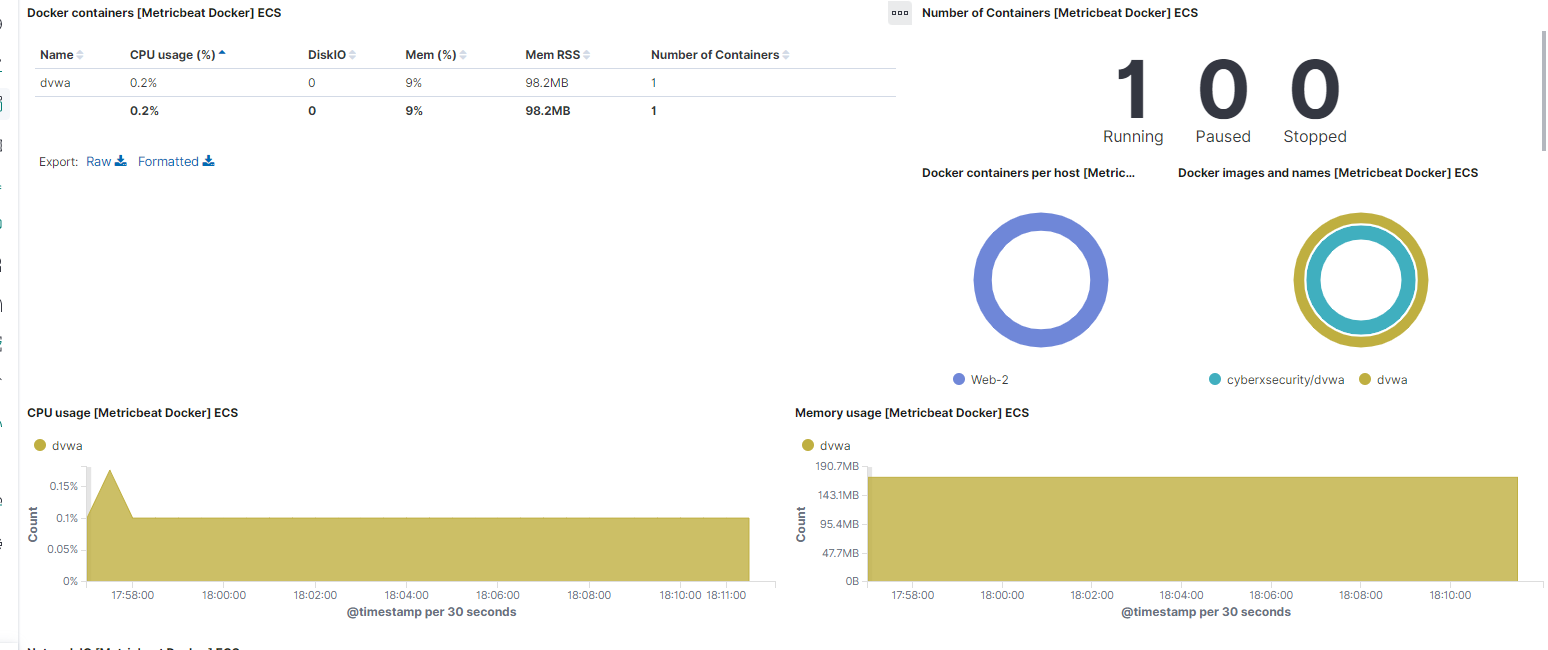 Docker containers [Metricbeat Docker] ECS
Name CPU usage (%) DiskIO Mem (%) Mem RSS Number of Containers
dvwa 0.2% 0 9% 98.2MB 1
0.2% 0 9% 98.2MB 1
Export: Raw Formatted
Number of Containers [Metricbeat Docker] ECS
1 0 0
Running Paused Stopped
Docker containers per host [Metric...
Web-2
Docker images and names [Metricbeat Docker] ECS
cyberxsecurity/dvwa dvwa
CPU usage [Metricbeat Docker] ECS
dvwa
0.15%
0.1%
0.05%
0%
Count
17:58:00 18:00:00 18:02:00 18:04:00 18:06:00 18:08:00 18:10:00 18:11:00
@timestamp per 30 seconds
Memory usage [Metricbeat Docker] ECS
dvwa
190.7MB
143.1MB
95.4MB
47.7MB
0B
Count
17:58:00 18:00:00 18:02:00 18:04:00 18:06:00 18:08:00 18:10:00
@timestamp per 30 seconds